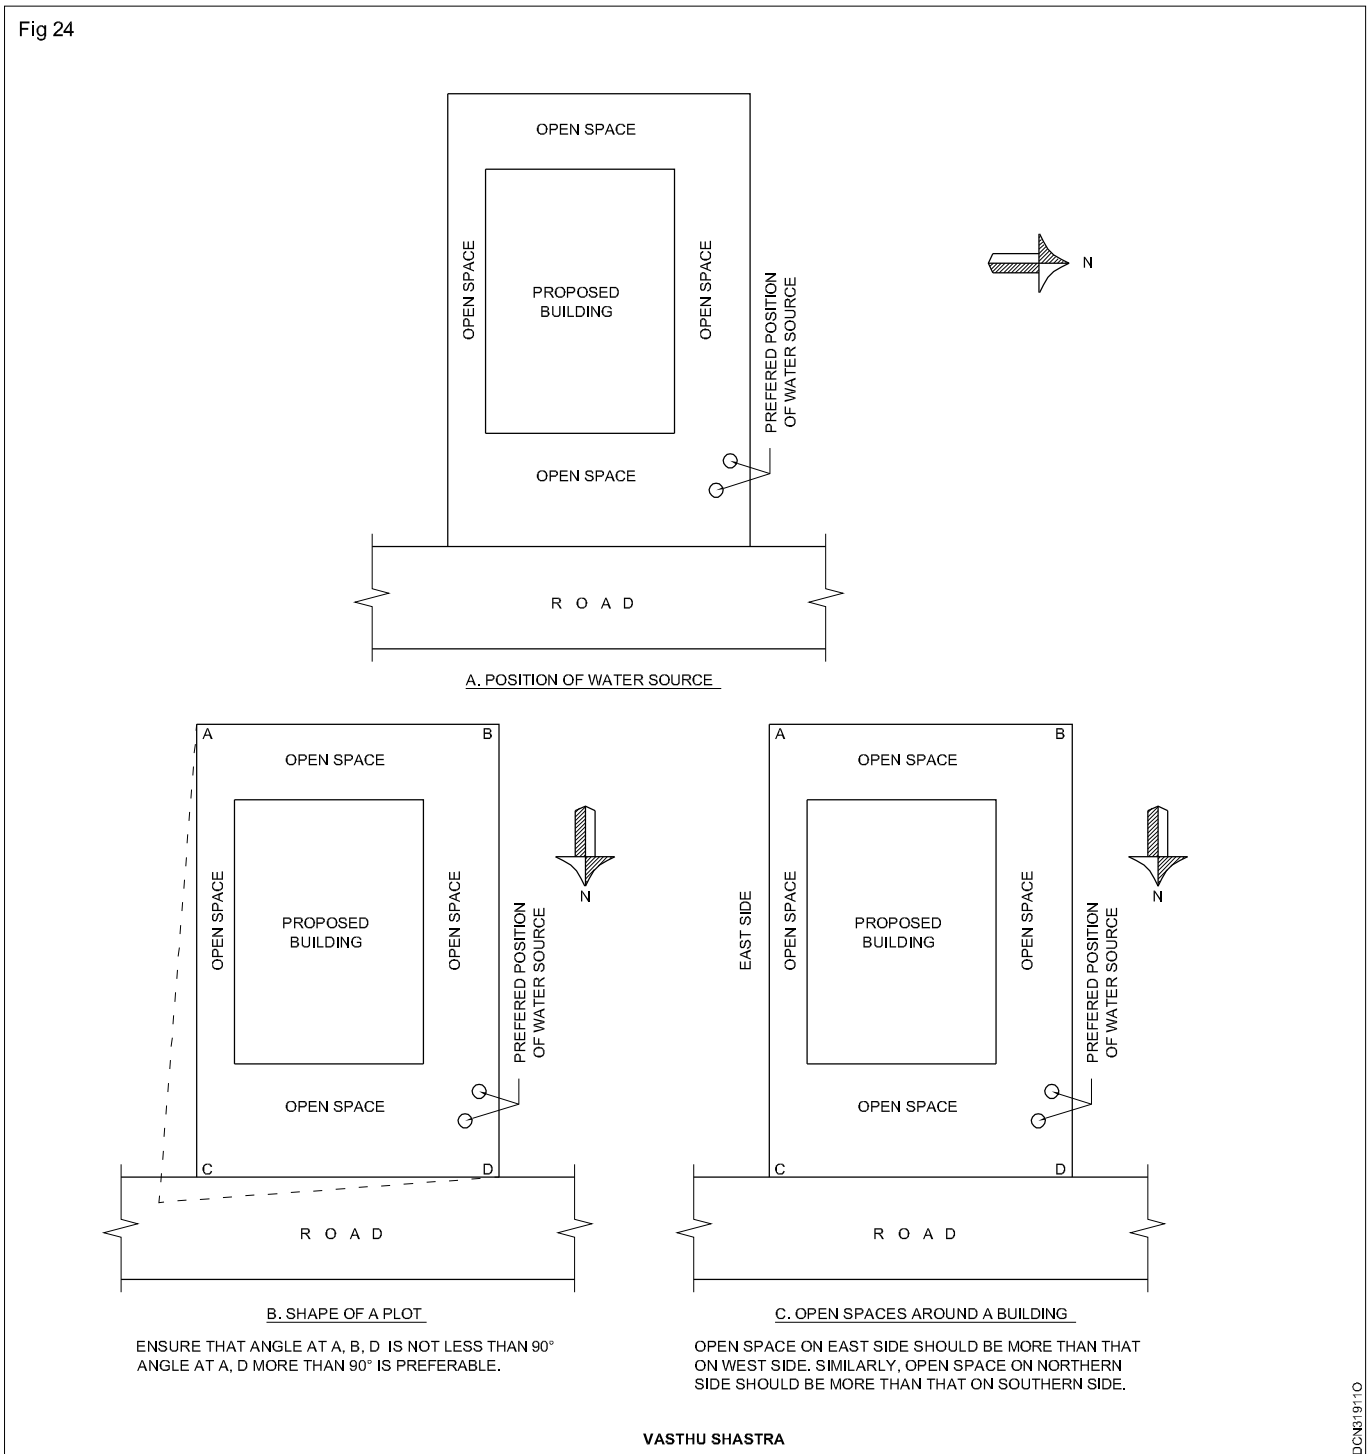 Fig 24
OPEN SPACE
OPEN SPACE
PROPOSED
BUILDING
OPEN SPACE
PREFERED POSITION
OF WATER SOURCE
N
OPEN SPACE
R O A D
A. POSITION OF WATER SOURCE
A
B
OPEN SPACE
OPEN SPACE
PROPOSED
BUILDING
OPEN SPACE
PREFERED POSITION
OF WATER SOURCE
N
OPEN SPACE
C
D
R O A D
B. SHAPE OF A PLOT
ENSURE THAT ANGLE AT A, B, D IS NOT LESS THAN 90°
ANGLE AT A, D MORE THAN 90° IS PREFERABLE.
A
B
OPEN SPACE
EAST SIDE
OPEN SPACE
PROPOSED
BUILDING
OPEN SPACE
PREFERED POSITION
OF WATER SOURCE
N
OPEN SPACE
C
D
R O A D
C. OPEN SPACES AROUND A BUILDING
OPEN SPACE ON EAST SIDE SHOULD BE MORE THAN THAT
ON WEST SIDE. SIMILARLY, OPEN SPACE ON NORTHERN
SIDE SHOULD BE MORE THAN THAT ON SOUTHERN SIDE.
VASTHU SHASTRA
DCN31911O